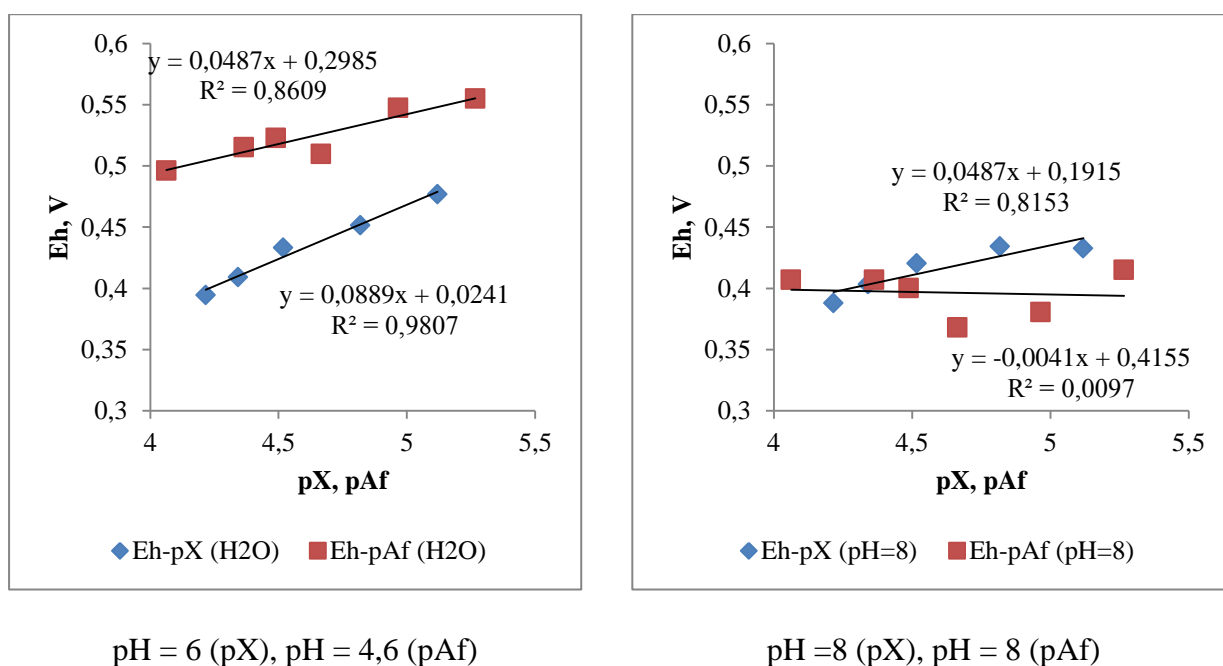 0,6
y = 0,0487x + 0,2985
R² = 0,8609
0,55
0,5
Eh, V
0,45
0,4
y = 0,0889x + 0,0241
R² = 0,9807
0,35
0,3
4 4,5 5 5,5
pX, pAf
Eh-pX (H2O) Eh-pAf (H2O)
pH = 6 (pX), pH = 4,6 (pAf)
0,6
0,55
0,5
y = 0,0487x + 0,1915
R² = 0,8153
Eh, V
0,45
0,4
0,35
y = -0,0041x + 0,4155
R² = 0,0097
0,3
4 4,5 5 5,5
pX, pAf
Eh-pX (pH=8) Eh-pAf (pH=8)
pH =8 (pX), pH = 8 (pAf)